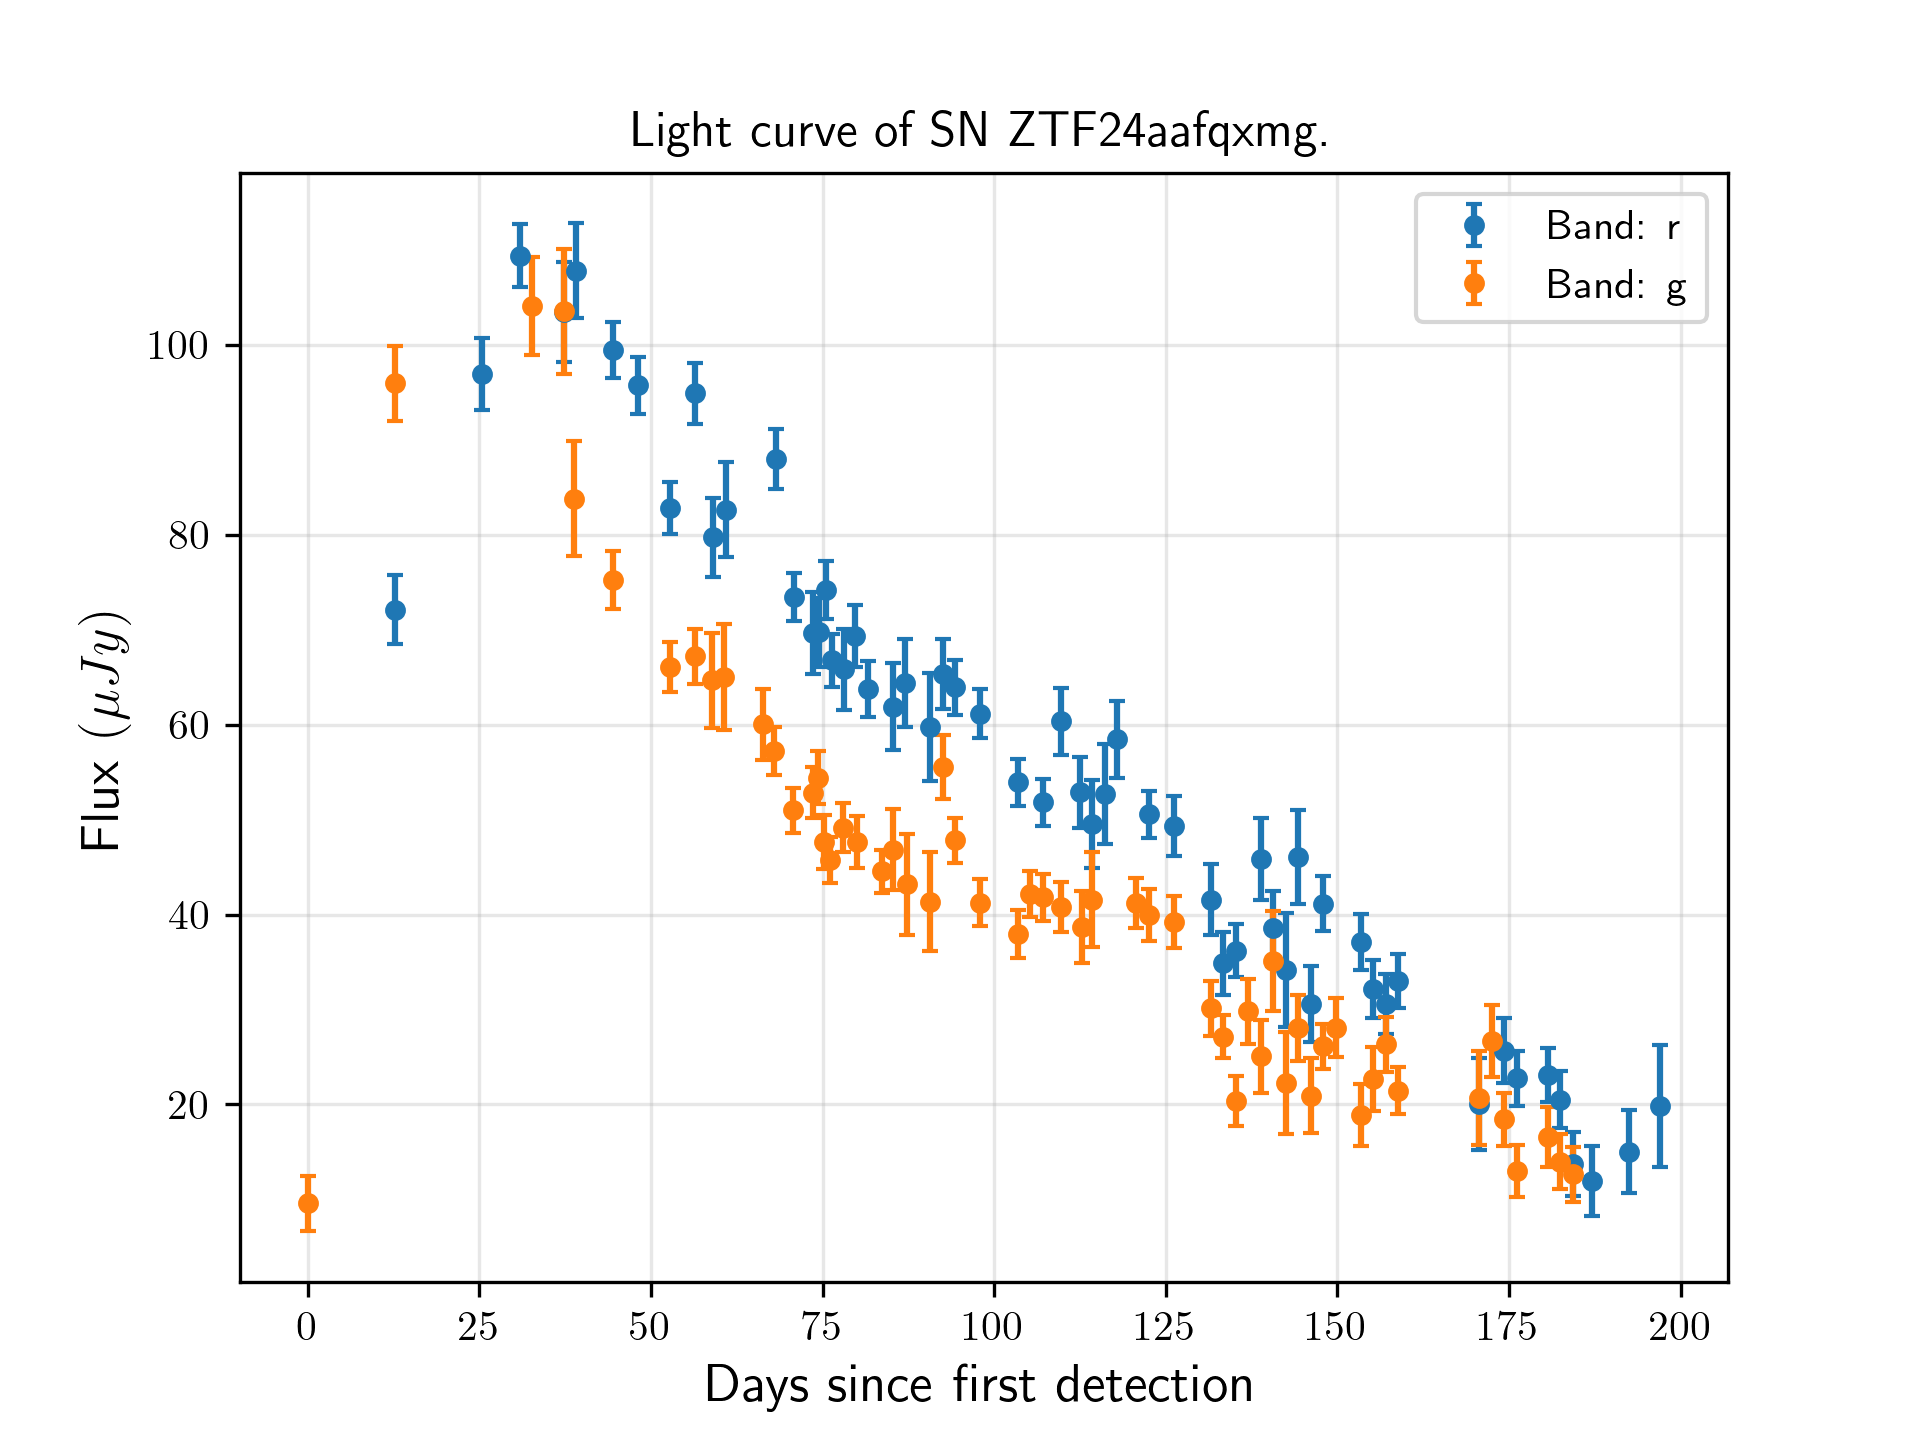 Light curve of SN ZTF24aafqxmg.
Band: r
Band: g
Flux (μJy)
100
80
60
40
20
0 25 50 75 100 125 150 175 200
Days since first detection